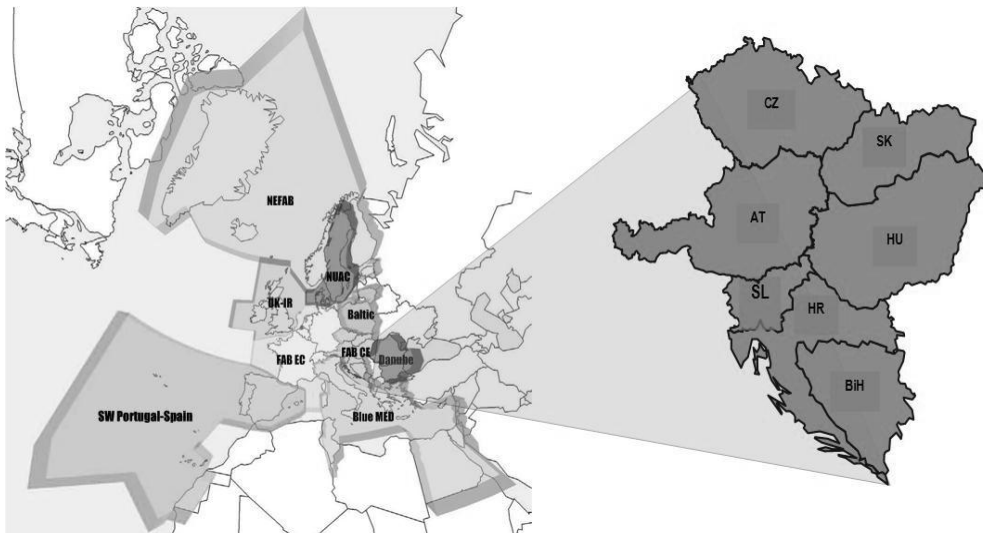 NEFAB
NUAC
UK-IR
Baltic
FAB EC
FAB CE
Danube
SW Portugal-Spain
Blue MED
CZ
SK
AT
HU
SL
HR
BiH